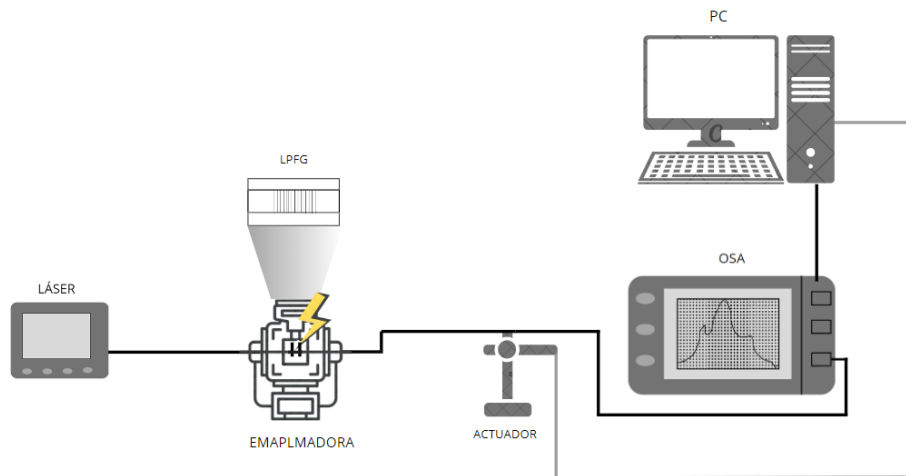 PC
LPFG
OSA
LÁSER
ACTUADOR
EMAPLMADORA